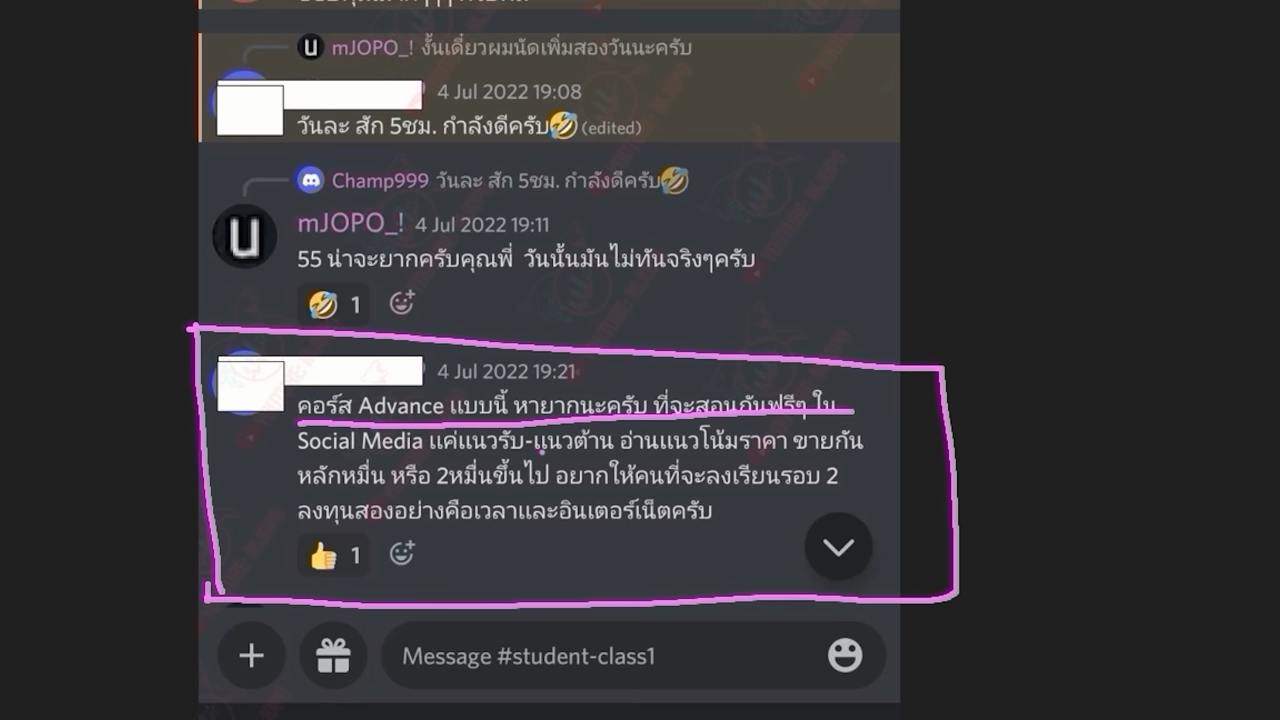 mJOPO_! งั้นเดี๋ยวผมนัดเพิ่มสองวันนะครับ
4 Jul 2022 19:08
วันละ สัก 5ชม. กำลังดีครับ🤣(edited)
Champ999 วันละ สัก 5ชม. กำลังดีครับ🤣
mJOPO_! 4 Jul 2022 19:11
55 น่าจะยากครับคุณพี่ วันนั้นมันไม่ทันจริงๆครับ
🤣 1
4 Jul 2022 19:21
คอร์ส Advance แบบนี้ หายากนะครับ ที่จะสอนกันฟรีๆ ใน
Social Media แค่แนวรับ-แนวต้าน อ่านแนวโน้มราคา ขายกัน
หลักหมื่น หรือ 2หมื่นขึ้นไป อยากให้คนที่จะลงเรียนรอบ 2
ลงทุนสองอย่างคือเวลาและอินเตอร์เน็ตครับ
👍 1
Message #student-class1